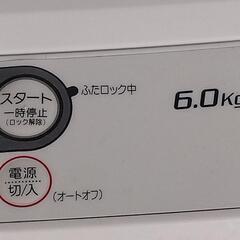 スタート
一時停止
(ロック解除)
ふたロック中
6.0Kg
電源
切/入
(オートオフ)